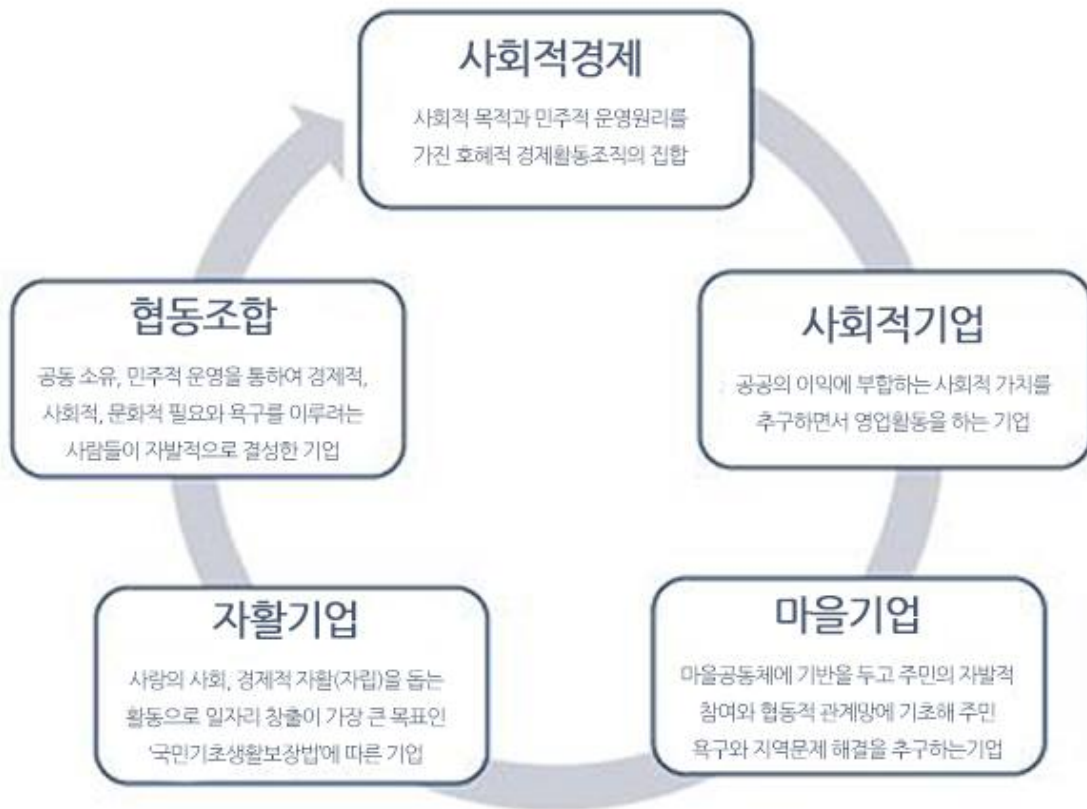 사회적경제
사회적 목적과 민주적 운영원리를
가진 호혜적 경제활동조직의 집합
사회적기업
공공의 이익에 부합하는 사회적 가치를
추구하면서 영업활동을 하는 기업
마을기업
마을공동체에 기반을 두고 주민의 자발적
참여와 협동적 관계망에 기초해 주민
욕구와 지역문제 해결을 추구하는기업
자활기업
사랑의 사회, 경제적 자활(자립)을 돕는
활동으로 일자리 창출이 가장 큰 목표인
'국민기초생활보장법'에 따른 기업
협동조합
공동 소유, 민주적 운영을 통하여 경제적,
사회적, 문화적 필요와 욕구를 이루려는
사람들이 자발적으로 결성한 기업